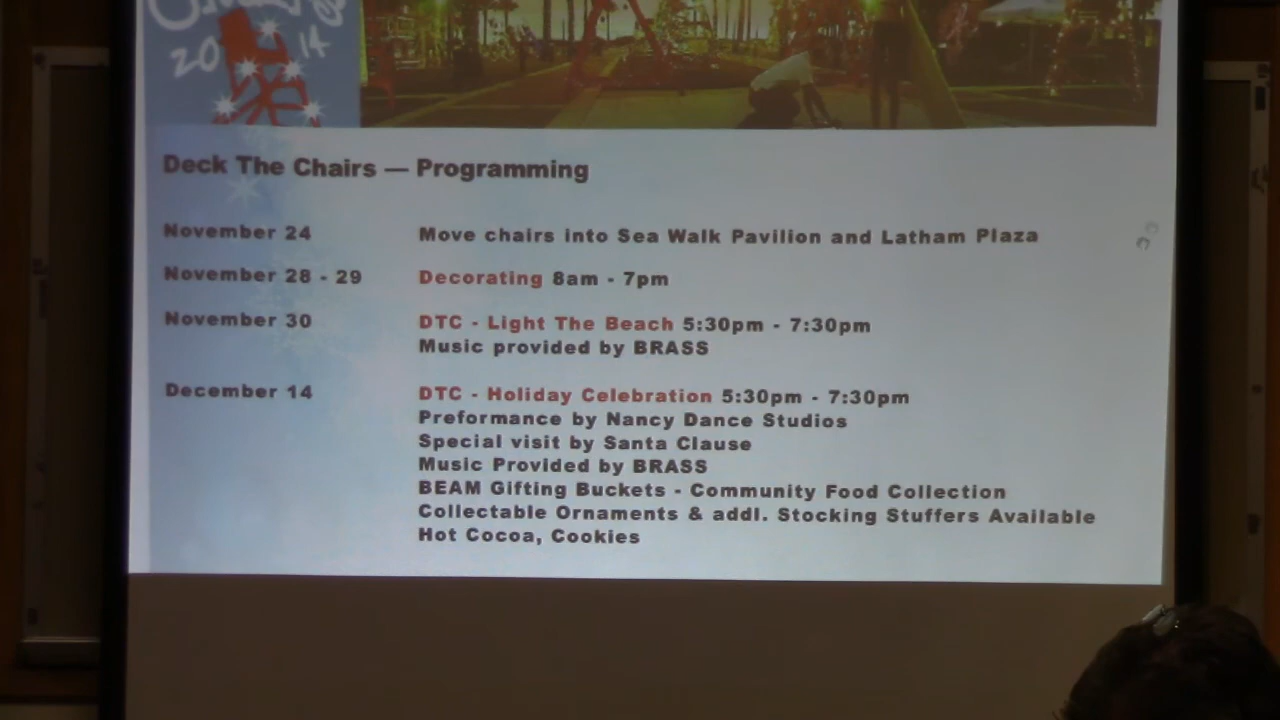 20 14
Deck The Chairs — Programming
November 24 Move chairs into Sea Walk Pavilion and Latham Plaza
November 28 - 29 Decorating 8am - 7pm
November 30 DTC - Light The Beach 5:30pm - 7:30pm
Music provided by BRASS
December 14 DTC - Holiday Celebration 5:30pm - 7:30pm
Preformance by Nancy Dance Studios
Special visit by Santa Clause
Music Provided by BRASS
BEAM Gifting Buckets - Community Food Collection
Collectable Ornaments & addl. Stocking Stuffers Available
Hot Cocoa, Cookies